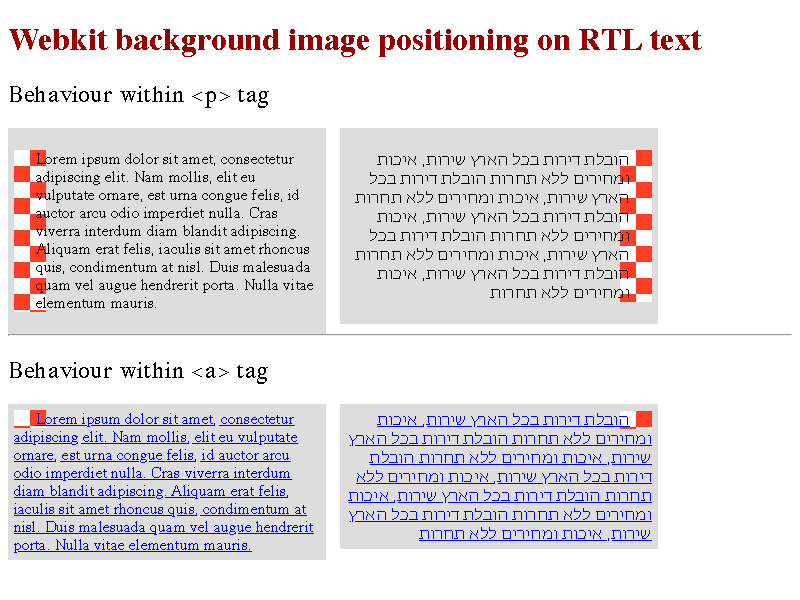 Webkit background image positioning on RTL text
Behaviour within <p> tag
Lorem ipsum dolor sit amet, consectetur
adipiscing elit. Nam mollis, elit eu
vulputate ornare, est urna congue felis, id
auctor arcu odio imperdiet nulla. Cras
viverra interdum diam blandit adipiscing.
Aliquam erat felis, iaculis sit amet rhoncus
quis, condimentum at nisl. Duis malesuada
quam vel augue hendrerit porta. Nulla vitae
elementum mauris.
הובלת דירות בכל הארץ שירות, איכות
ומחירים ללא תחרות הובלת דירות בכל
הארץ שירות, איכות ומחירים ללא תחרות
הובלת דירות בכל הארץ שירות, איכות
ומחירים ללא תחרות הובלת דירות בכל
הארץ שירות, איכות ומחירים ללא תחרות
הובלת דירות בכל הארץ שירות, איכות
ומחירים ללא תחרות
Behaviour within <a> tag
Lorem ipsum dolor sit amet, consectetur
adipiscing elit. Nam mollis, elit eu vulputate
ornare, est urna congue felis, id auctor arcu
odio imperdiet nulla. Cras viverra interdum
diam blandit adipiscing. Aliquam erat felis,
iaculis sit amet rhoncus quis, condimentum at
nisl. Duis malesuada quam vel augue hendrerit
porta. Nulla vitae elementum mauris.
הובלת דירות בכל הארץ שירות, איכות
ומחירים ללא תחרות הובלת דירות בכל הארץ
שירות, איכות ומחירים ללא תחרות הובלת
דירות בכל הארץ שירות, איכות ומחירים ללא
תחרות הובלת דירות בכל הארץ שירות, איכות
ומחירים ללא תחרות הובלת דירות בכל הארץ
שירות, איכות ומחירים ללא תחרות